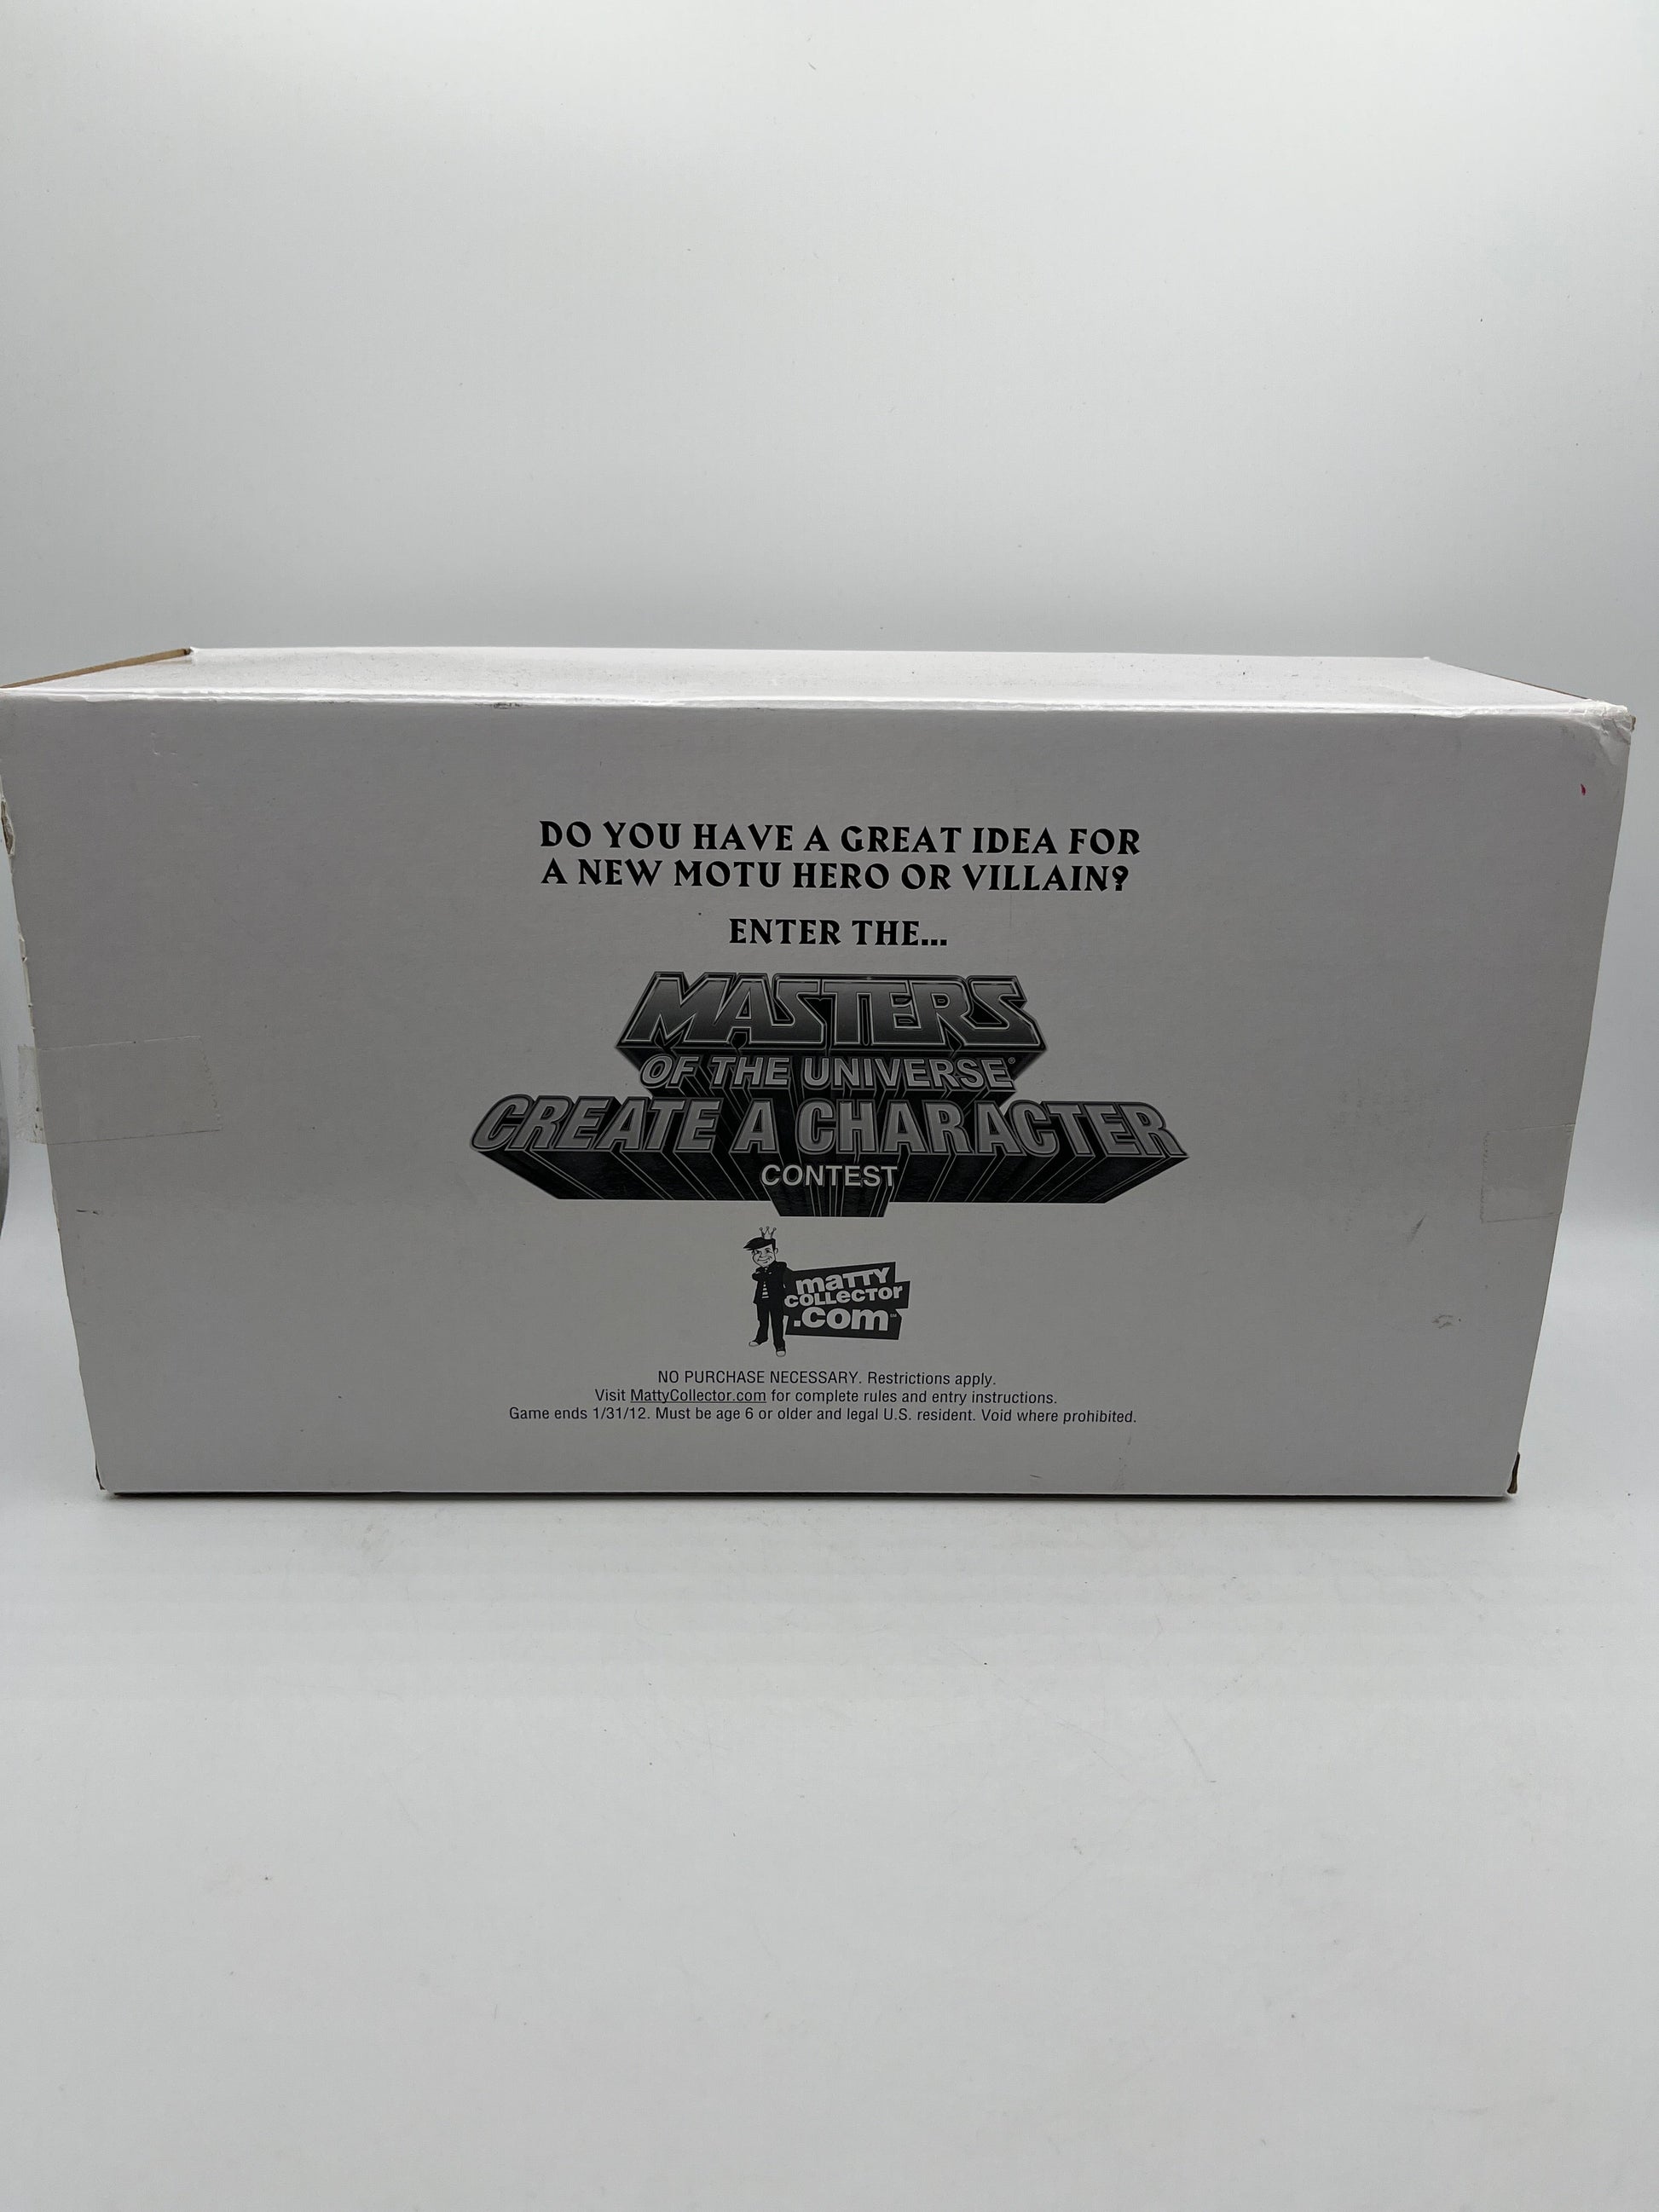 DO YOU HAVE A GREAT IDEA FOR
A NEW MOTU HERO OR VILLAIN?
ENTER THE...
MASTERS
OF THE UNIVERSE®
CREATE A CHARACTER
CONTEST
maTTY
COLLECTOR
.com
NO PURCHASE NECESSARY. Restrictions apply.
Visit MattyCollector.com for complete rules and entry instructions.
Game ends 1/31/12. Must be age 6 or older and legal U.S. resident. Void where prohibited.